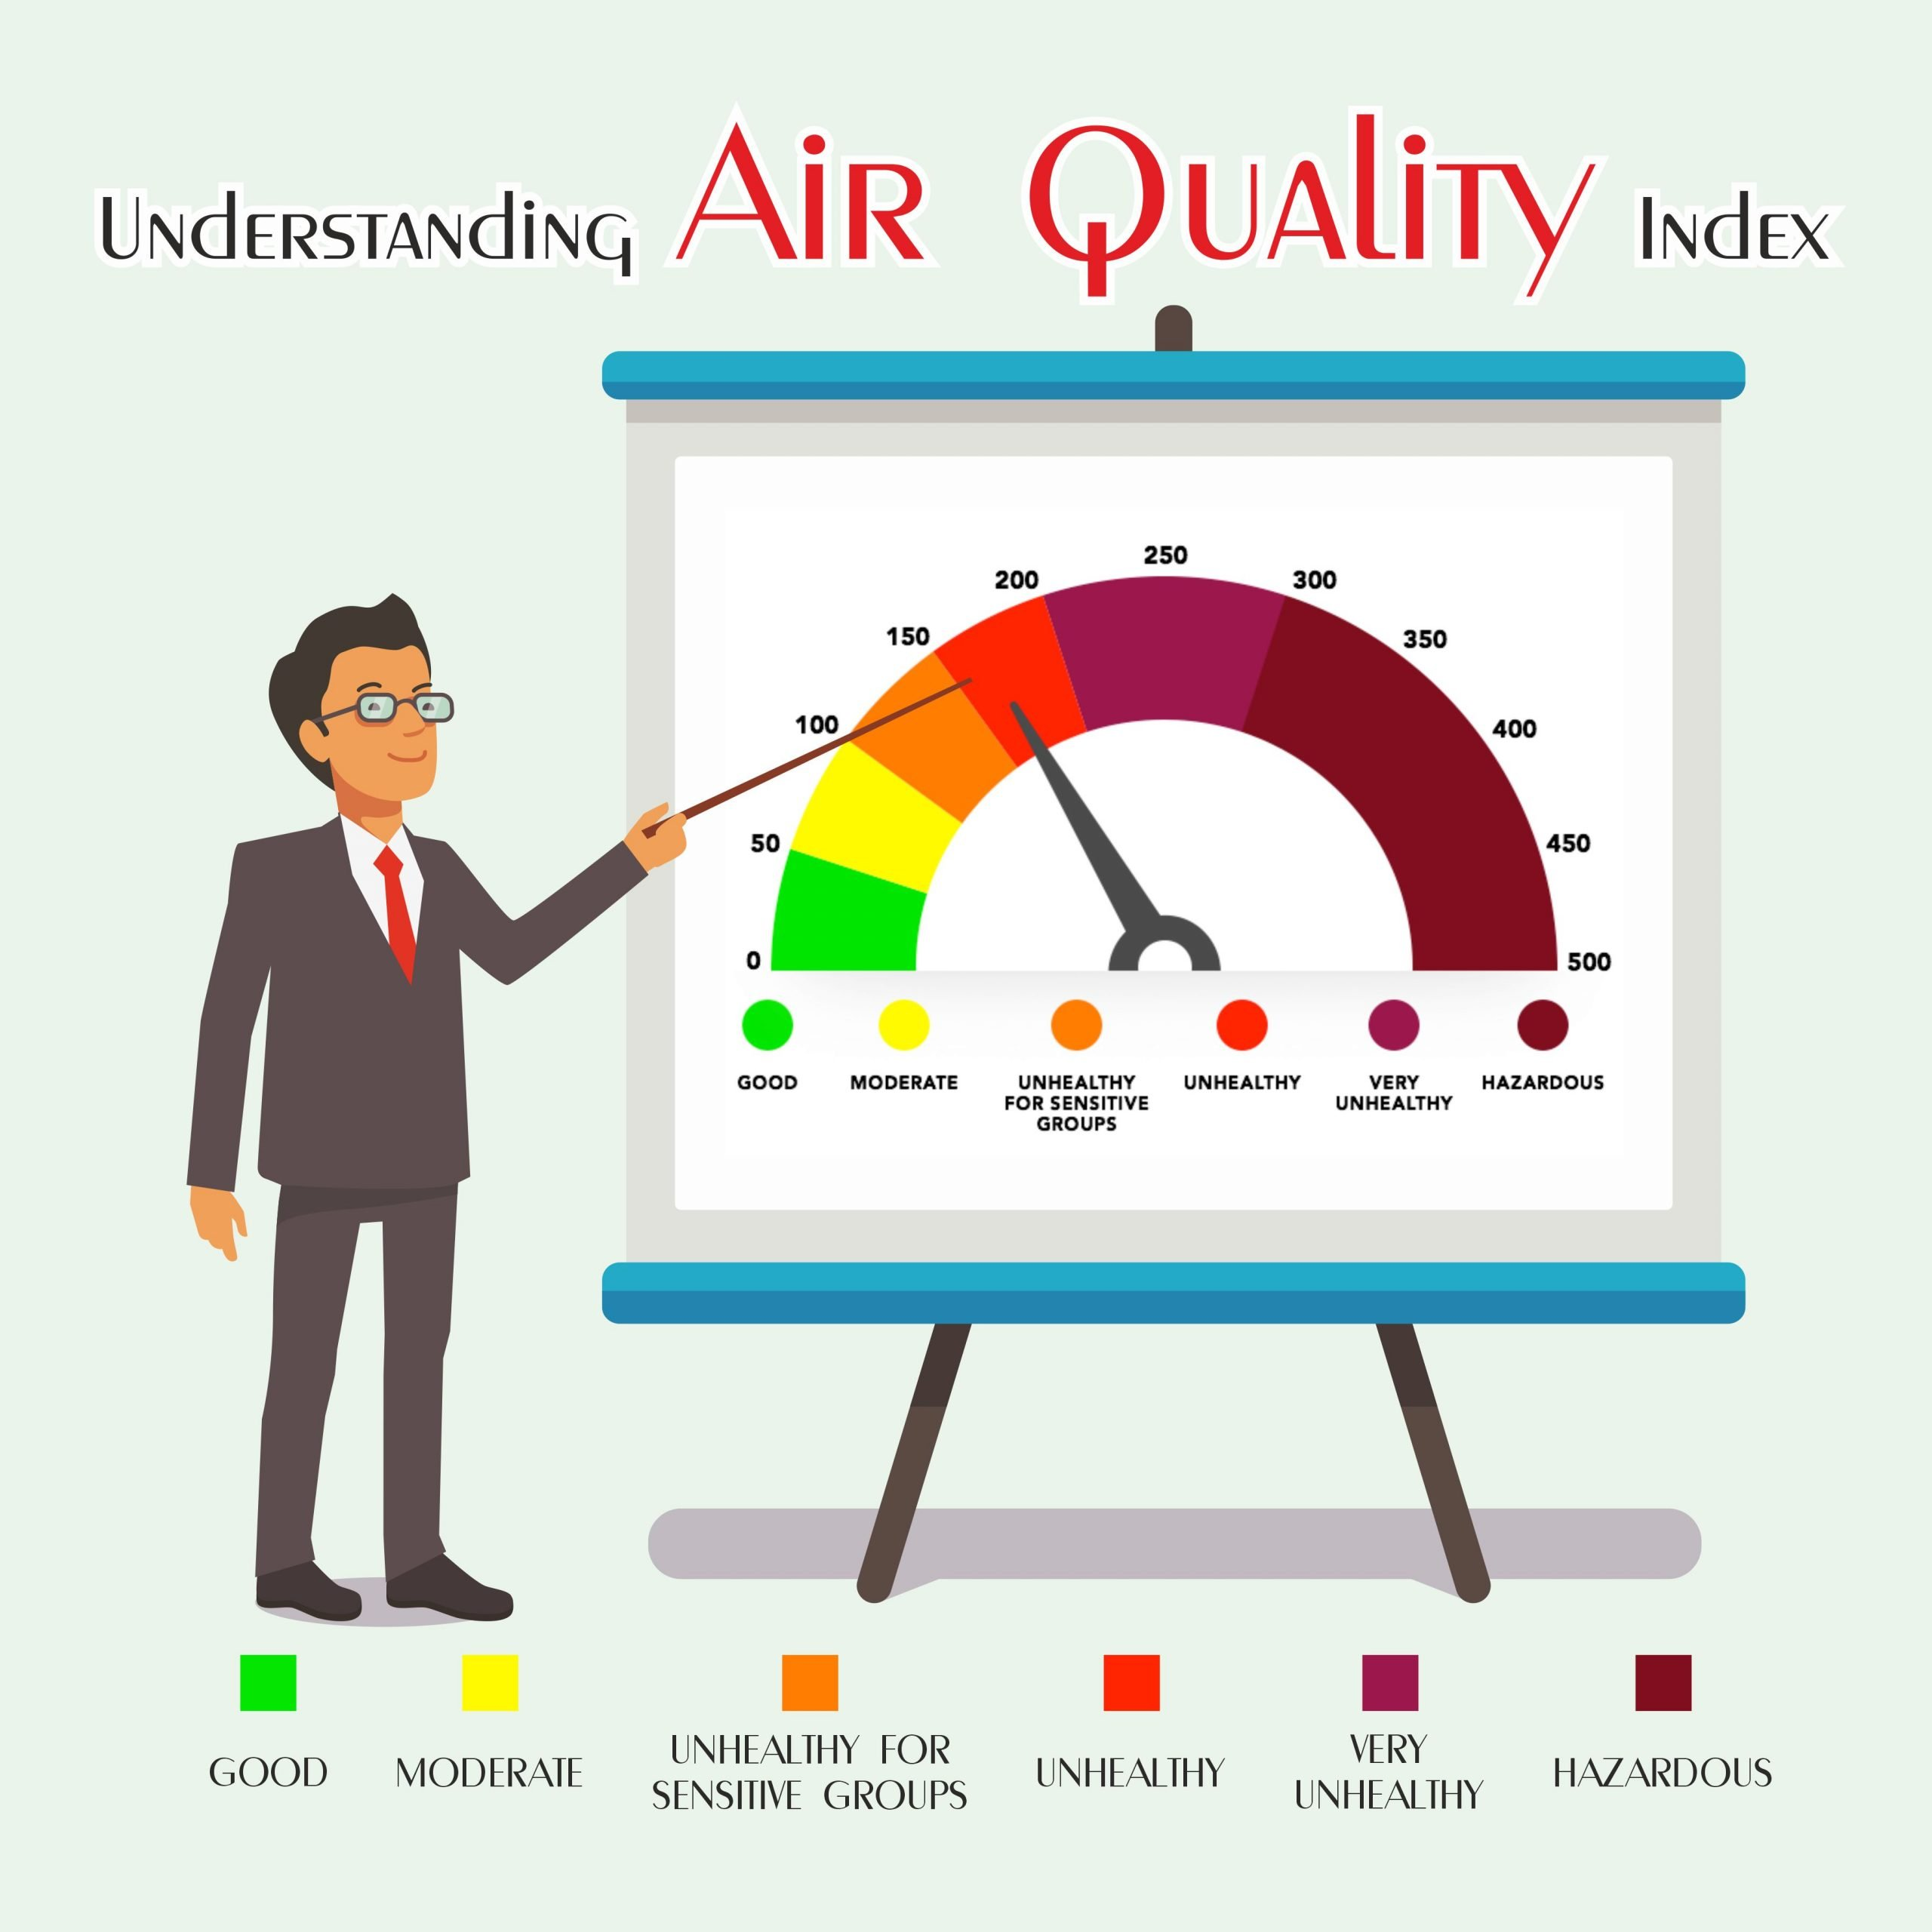 Understanding Air Quality Index
250
200
300
150
350
100
400
50
450
0
500
GOOD
MODERATE
UNHEALTHY
FOR SENSITIVE
GROUPS
UNHEALTHY
VERY
UNHEALTHY
HAZARDOUS
GOOD
MODERATE
UNHEALTHY FOR
SENSITIVE GROUPS
UNHEALTHY
VERY
UNHEALTHY
HAZARDOUS